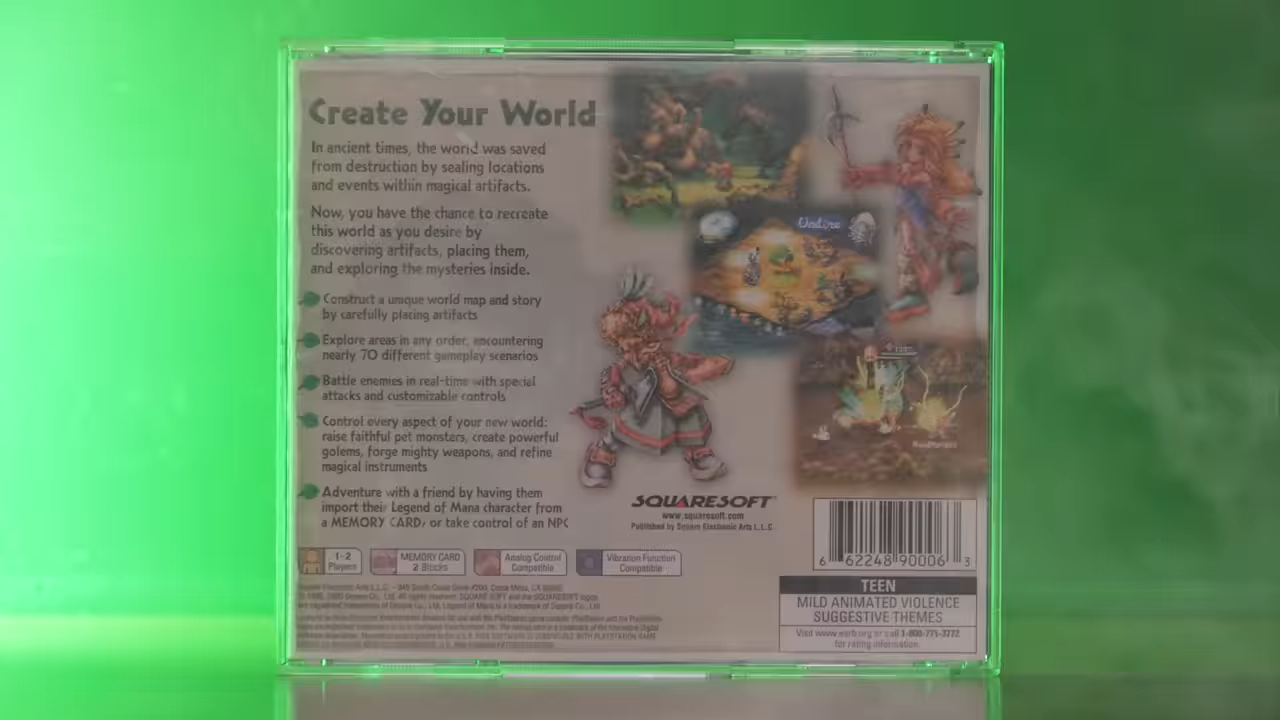 Create Your World
In ancient times, the world was saved
from destruction by sealing locations
and events within magical artifacts.
Now, you have the chance to recreate
this world as you desire by
discovering artifacts, placing them,
and exploring the mysteries inside.
Construct a unique world map and story
by carefully placing artifacts
Explore areas in any order, encountering
nearly 70 different gameplay scenarios
Battle enemies in real-time with special
attacks and customizable controls
Control every aspect of your new world:
raise faithful pet monsters, create powerful
golems, forge mighty weapons, and refine
magical instruments
Adventure with a friend by having them
import their Legend of Mana character from
a MEMORY CARD, or take control of an NPC
Undine
SQUARESOFT
www.squaresoft.com
Published by Square Electronic Arts L.L.C.
1-2
Players
MEMORY CARD
2 Blocks
Analog Control
Compatible
Vibration Function
Compatible
6 62248 90006 3
TEEN
MILD ANIMATED VIOLENCE
SUGGESTIVE THEMES
Visit www.esrb.org or call 1-800-771-3772
for rating information.